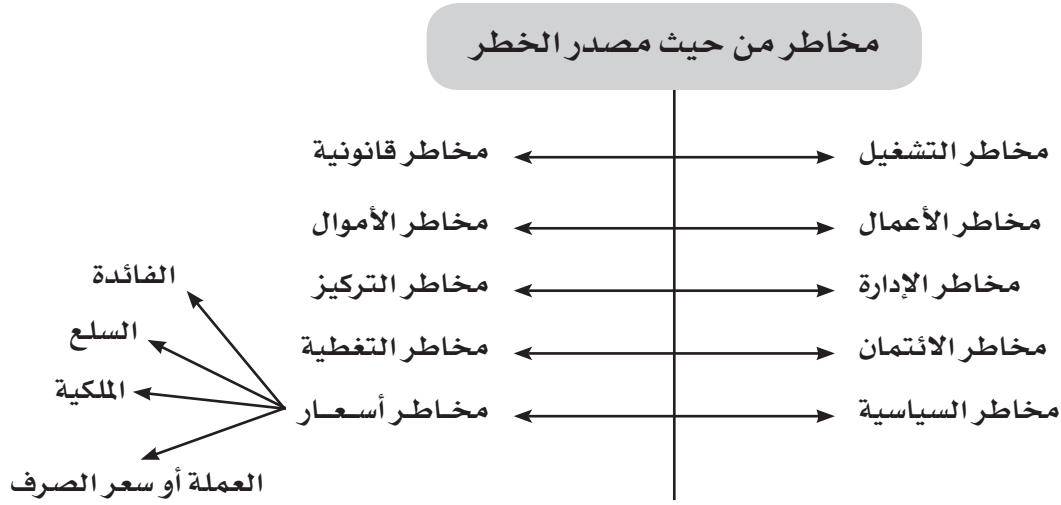 مخاطر من حيث مصدر الخطر
مخاطر التشغيل
مخاطر قانونية
مخاطر الأعمال
مخاطر الأموال
مخاطر الإدارة
مخاطر التركيز
مخاطر الائتمان
مخاطر التغطية
مخاطر السياسية
مخاطر أسعار
الفائدة
السلع
الملكية
العملة أو سعر الصرف